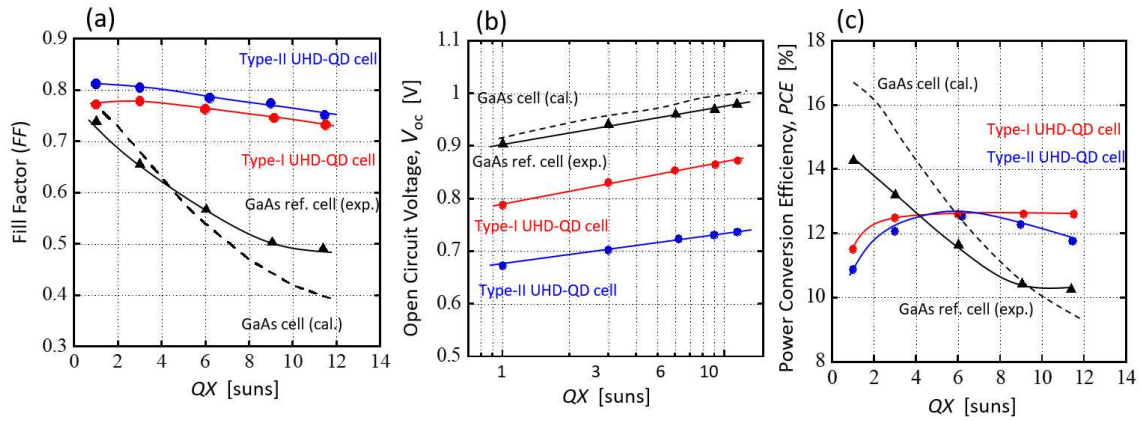 (a)
0.9
0.8
0.7
0.6
0.5
0.4
0.3
Fill Factor (FF)
Type-II UHD-QD cell
Type-I UHD-QD cell
GaAs ref. cell (exp.)
GaAs cell (cal.)
0 2 4 6 8 10 12 14
QX [suns]
(b)
1.1
1
0.9
0.8
0.7
0.6
0.5
Open Circuit Voltage, Voc [V]
GaAs cell (cal.)
GaAs ref. cell (exp.)
Type-I UHD-QD cell
Type-II UHD-QD cell
1 3 10
QX [suns]
(c)
18
16
14
12
10
8
Power Conversion Efficiency, PCE [%]
GaAs cell (cal.)
Type-I UHD-QD cell
Type-II UHD-QD cell
GaAs ref. cell (exp.)
0 2 4 6 8 10 12 14
QX [suns]